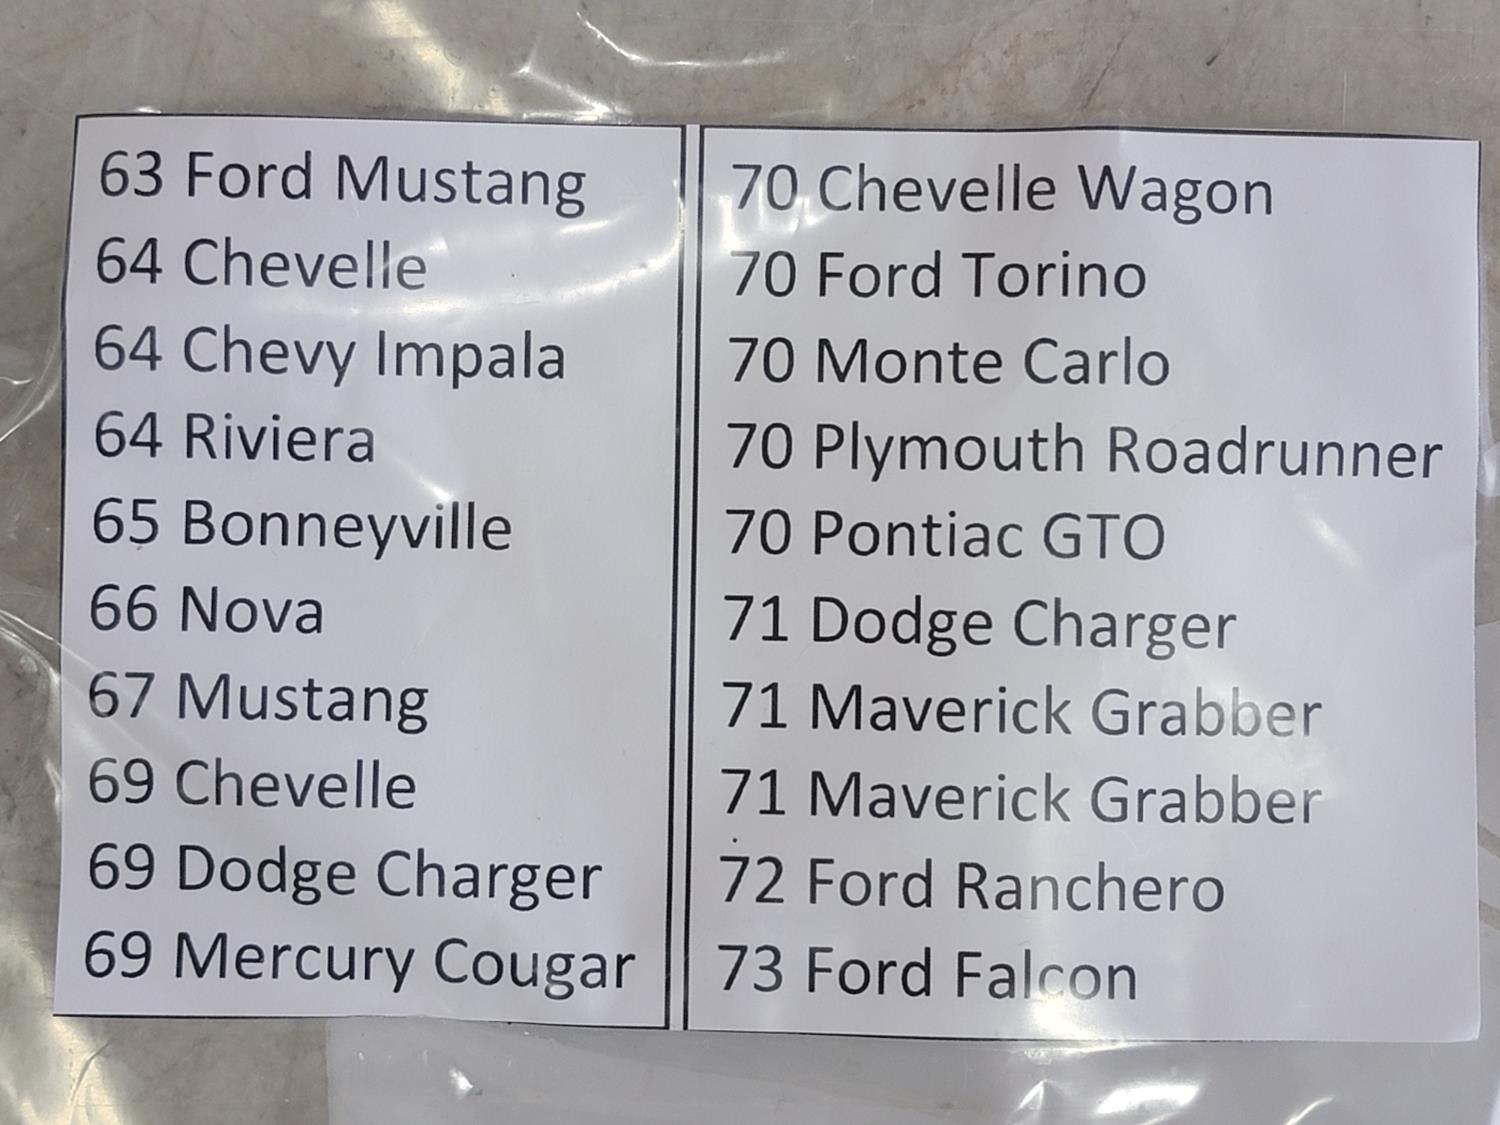 63 Ford Mustang
64 Chevelle
64 Chevy Impala
64 Riviera
65 Bonneyville
66 Nova
67 Mustang
69 Chevelle
69 Dodge Charger
69 Mercury Cougar
70 Chevelle Wagon
70 Ford Torino
70 Monte Carlo
70 Plymouth Roadrunner
70 Pontiac GTO
71 Dodge Charger
71 Maverick Grabber
71 Maverick Grabber
72 Ford Ranchero
73 Ford Falcon